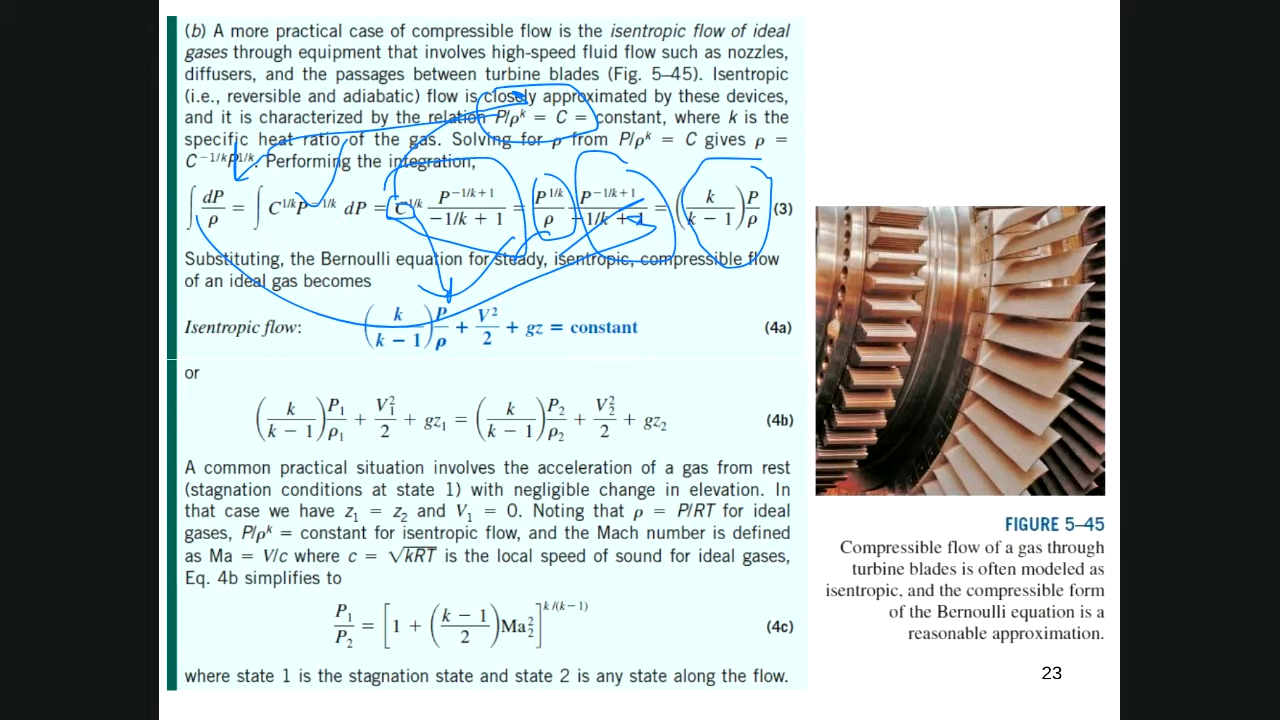 (b) A more practical case of compressible flow is the isentropic flow of ideal
gases through equipment that involves high-speed fluid flow such as nozzles,
diffusers, and the passages between turbine blades (Fig. 5–45). Isentropic
(i.e., reversible and adiabatic) flow is closely approximated by these devices,
and it is characterized by the relation P/ρ^k = C = constant, where k is the
specific heat ratio of the gas. Solving for ρ from P/ρ^k = C gives ρ =
C^−1/k P^1/k. Performing the integration,
∫ dP/ρ = ∫ C^1/k P^−1/k dP = C^1/k P^−1/k+1/(−1/k + 1) = P^1/k/ρ P^−1/k+1/(−1/k + 1) = (k/(k − 1)) P/ρ (3)
Substituting, the Bernoulli equation for steady, isentropic, compressible flow
of an ideal gas becomes
Isentropic flow: (k/(k − 1)) P/ρ + V²/2 + gz = constant (4a)
or
(k/(k − 1)) P₁/ρ₁ + V₁²/2 + gz₁ = (k/(k − 1)) P₂/ρ₂ + V₂²/2 + gz₂ (4b)
A common practical situation involves the acceleration of a gas from rest
(stagnation conditions at state 1) with negligible change in elevation. In
that case we have z₁ = z₂ and V₁ = 0. Noting that ρ = P/RT for ideal
gases, P/ρ^k = constant for isentropic flow, and the Mach number is defined
as Ma = V/c where c = √kRT is the local speed of sound for ideal gases,
Eq. 4b simplifies to
P₁/P₂ = [1 + ((k − 1)/2) Ma₂²]^k/(k−1) (4c)
where state 1 is the stagnation state and state 2 is any state along the flow.
FIGURE 5–45
Compressible flow of a gas through
turbine blades is often modeled as
isentropic, and the compressible form
of the Bernoulli equation is a
reasonable approximation.
23